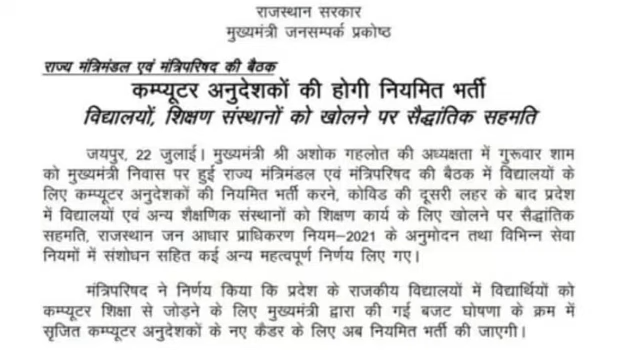 राजस्थान सरकार
मुख्यमंत्री जनसम्पर्क प्रकोष्ठ
राज्य मंत्रिमंडल एवं मंत्रिपरिषद की बैठक
कम्प्यूटर अनुदेशकों की होगी नियमित भर्ती
विद्यालयों, शिक्षण संस्थानों को खोलने पर सैद्धांतिक सहमति
जयपुर, 22 जुलाई। मुख्यमंत्री श्री अशोक गहलोत की अध्यक्षता में गुरूवार शाम
को मुख्यमंत्री निवास पर हुई राज्य मंत्रिमंडल एवं मंत्रिपरिषद की बैठक में विद्यालयों के
लिए कम्प्यूटर अनुदेशकों की नियमित भर्ती करने, कोविड की दूसरी लहर के बाद प्रदेश
में विद्यालयों एवं अन्य शैक्षणिक संस्थानों को शिक्षण कार्य के लिए खोलने पर सैद्धांतिक
सहमति, राजस्थान जन आधार प्राधिकरण नियम–2021 के अनुमोदन तथा विभिन्न सेवा
नियमों में संशोधन सहित कई अन्य महत्वपूर्ण निर्णय लिए गए।
मंत्रिपरिषद ने निर्णय किया कि प्रदेश के राजकीय विद्यालयों में विद्यार्थियों को
कम्प्यूटर शिक्षा से जोड़ने के लिए मुख्यमंत्री द्वारा की गई बजट घोषणा के क्रम में
सृजित कम्प्यूटर अनुदेशकों के नए कैडर के लिए अब नियमित भर्ती की जाएगी।